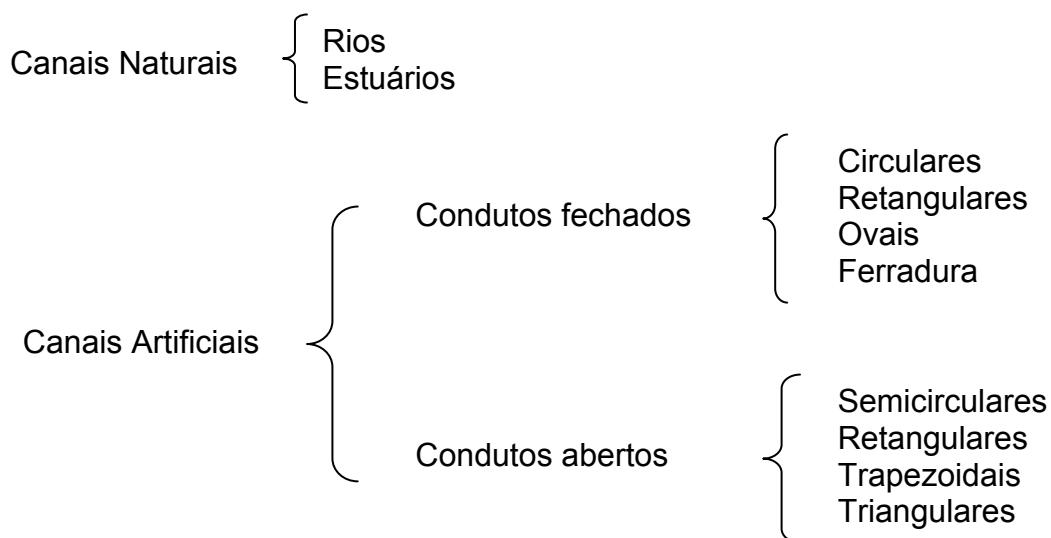 Canais Naturais
Rios
Estuários
Canais Artificiais
Condutos fechados
Circulares
Retangulares
Ovais
Ferradura
Condutos abertos
Semicirculares
Retangulares
Trapezoidais
Triangulares